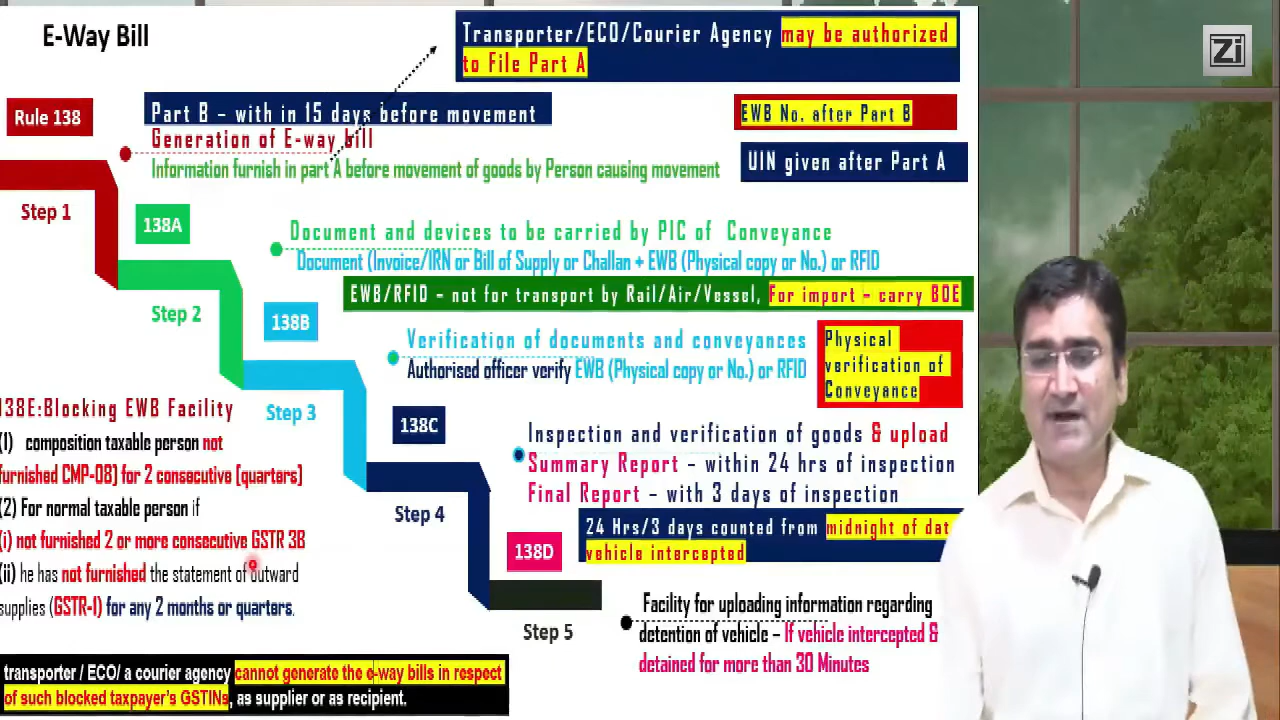 E-Way Bill
Transporter/ECO/Courier Agency may be authorized
to File Part A
Zi
Rule 138
Part B – with in 15 days before movement
EWB No. after Part B
Generation of E-way bill
Information furnish in part A before movement of goods by Person causing movement
UIN given after Part A
Step 1
138A
Document and devices to be carried by PIC of Conveyance
Document (Invoice/IRN or Bill of Supply or Challan + EWB (Physical copy or No.) or RFID
EWB/RFID – not for transport by Rail/Air/Vessel, For import – carry BOE
Step 2
138B
Verification of documents and conveyances
Authorised officer verify EWB (Physical copy or No.) or RFID
Physical
verification of
Conveyance
Step 3
138C
Inspection and verification of goods & upload
Summary Report – within 24 hrs of inspection
Final Report – with 3 days of inspection
24 Hrs/3 days counted from midnight of dat
vehicle intercepted
Step 4
138D
Facility for uploading information regarding
detention of vehicle – If vehicle intercepted &
detained for more than 30 Minutes
Step 5
138E:Blocking EWB Facility
(I) composition taxable person not
furnished CMP-08] for 2 consecutive [quarters]
(2) For normal taxable person if
(i) not furnished 2 or more consecutive GSTR 3B
(ii) he has not furnished the statement of outward
supplies (GSTR-I) for any 2 months or quarters.
transporter / ECO/ a courier agency cannot generate the e-way bills in respect
of such blocked taxpayer's GSTINs, as supplier or as recipient.